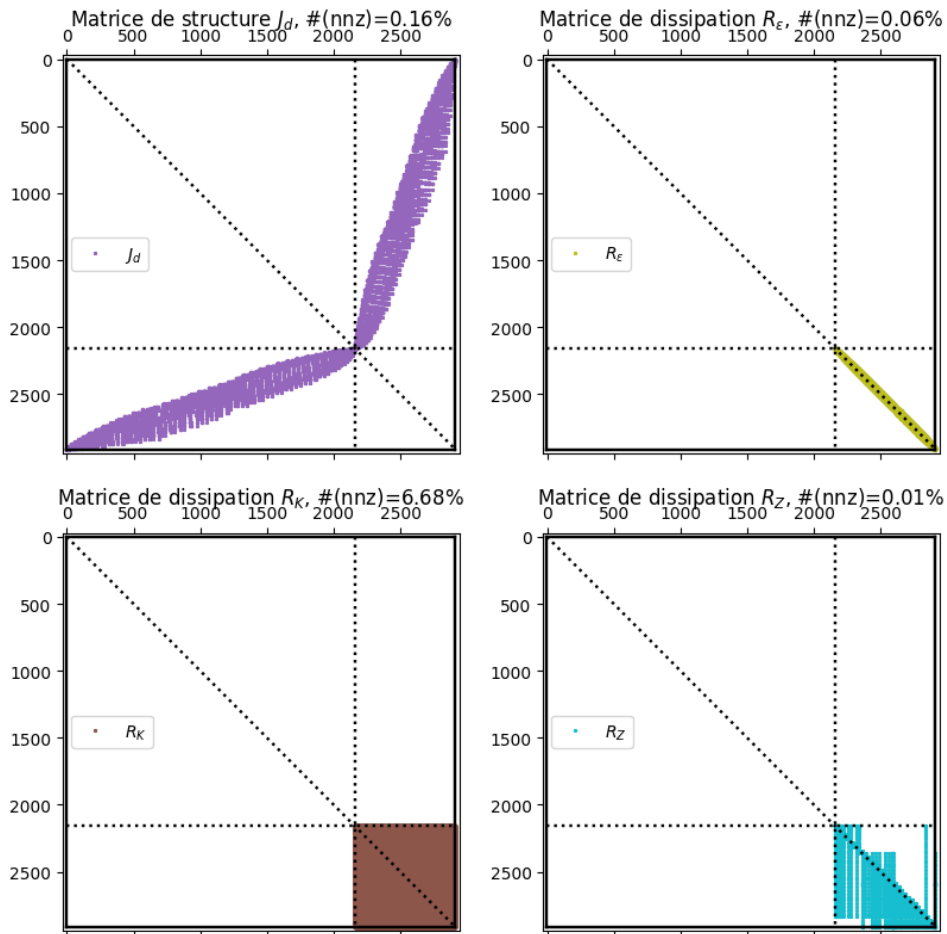 Matrice de structure J_d, #(nnz)=0.16%
0 500 1000 1500 2000 2500
0
500
1000
1500
2000
2500
J_d
Matrice de dissipation R_ε, #(nnz)=0.06%
0 500 1000 1500 2000 2500
0
500
1000
1500
2000
2500
R_ε
Matrice de dissipation R_K, #(nnz)=6.68%
0 500 1000 1500 2000 2500
0
500
1000
1500
2000
2500
R_K
Matrice de dissipation R_Z, #(nnz)=0.01%
0 500 1000 1500 2000 2500
0
500
1000
1500
2000
2500
R_Z